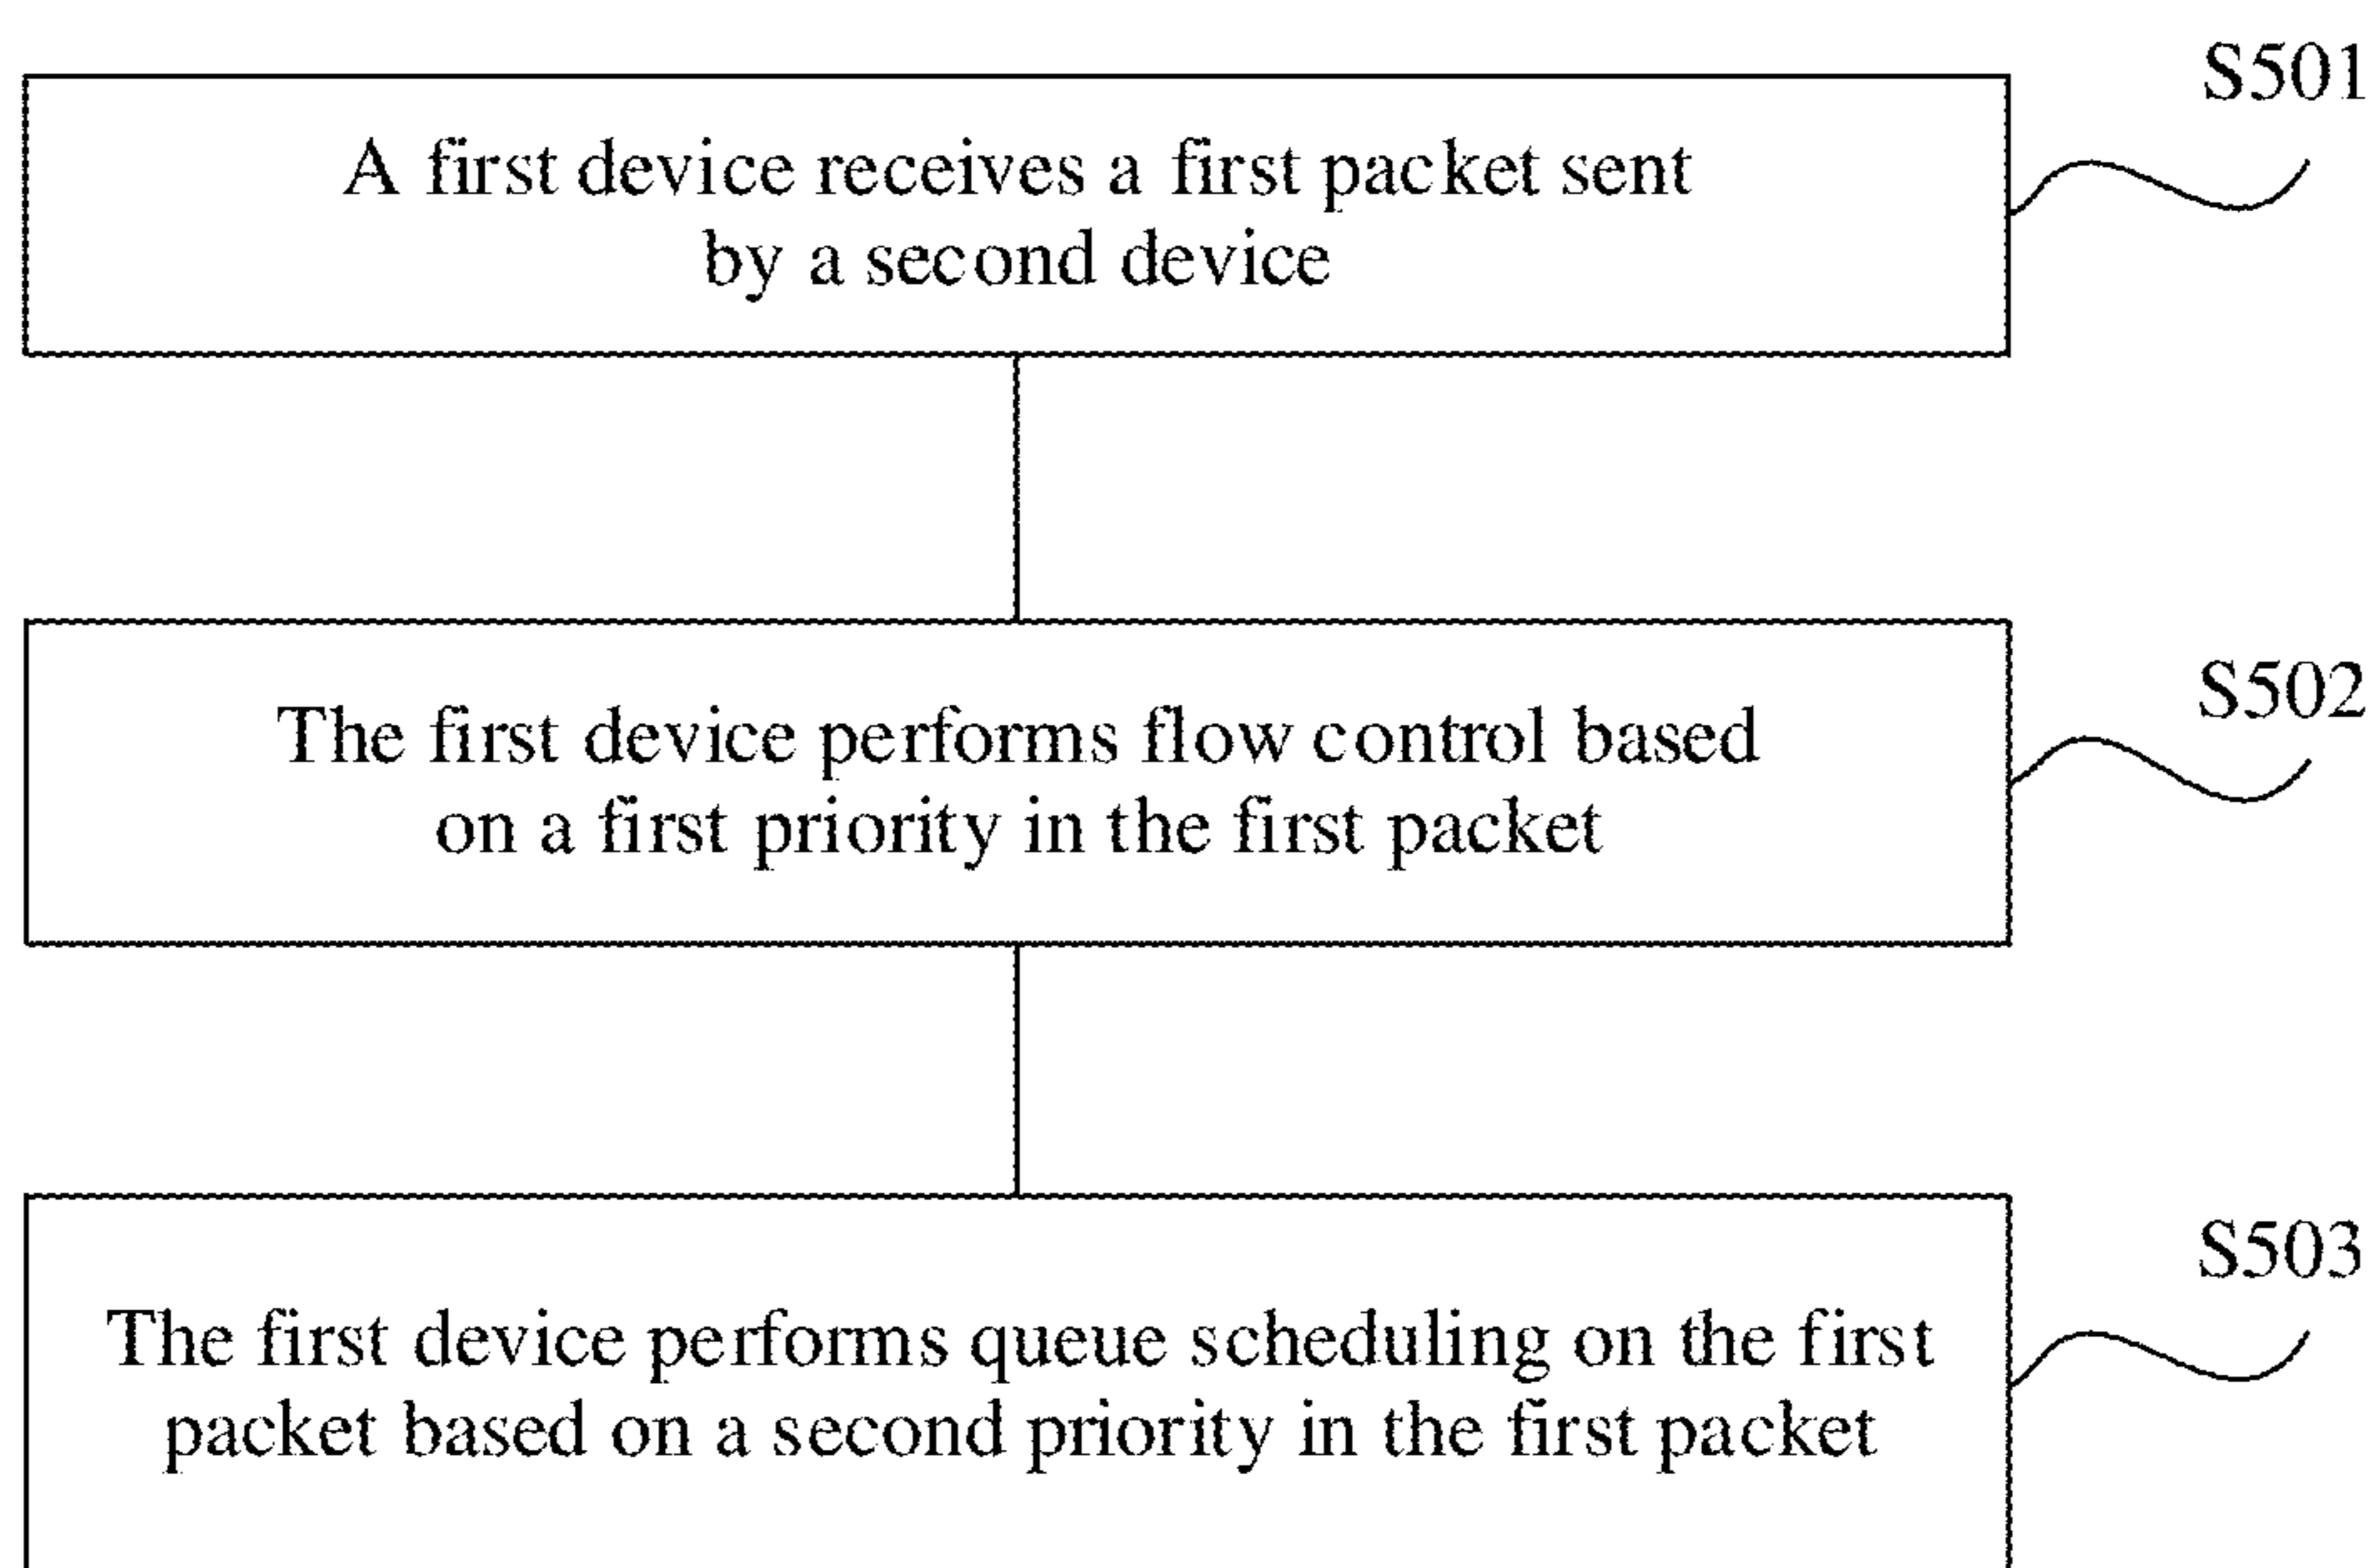 S501
A first device receives a first packet sent
by a second device
S502
The first device performs flow control based
on a first priority in the first packet
S503
The first device performs queue scheduling on the first
packet based on a second priority in the first packet